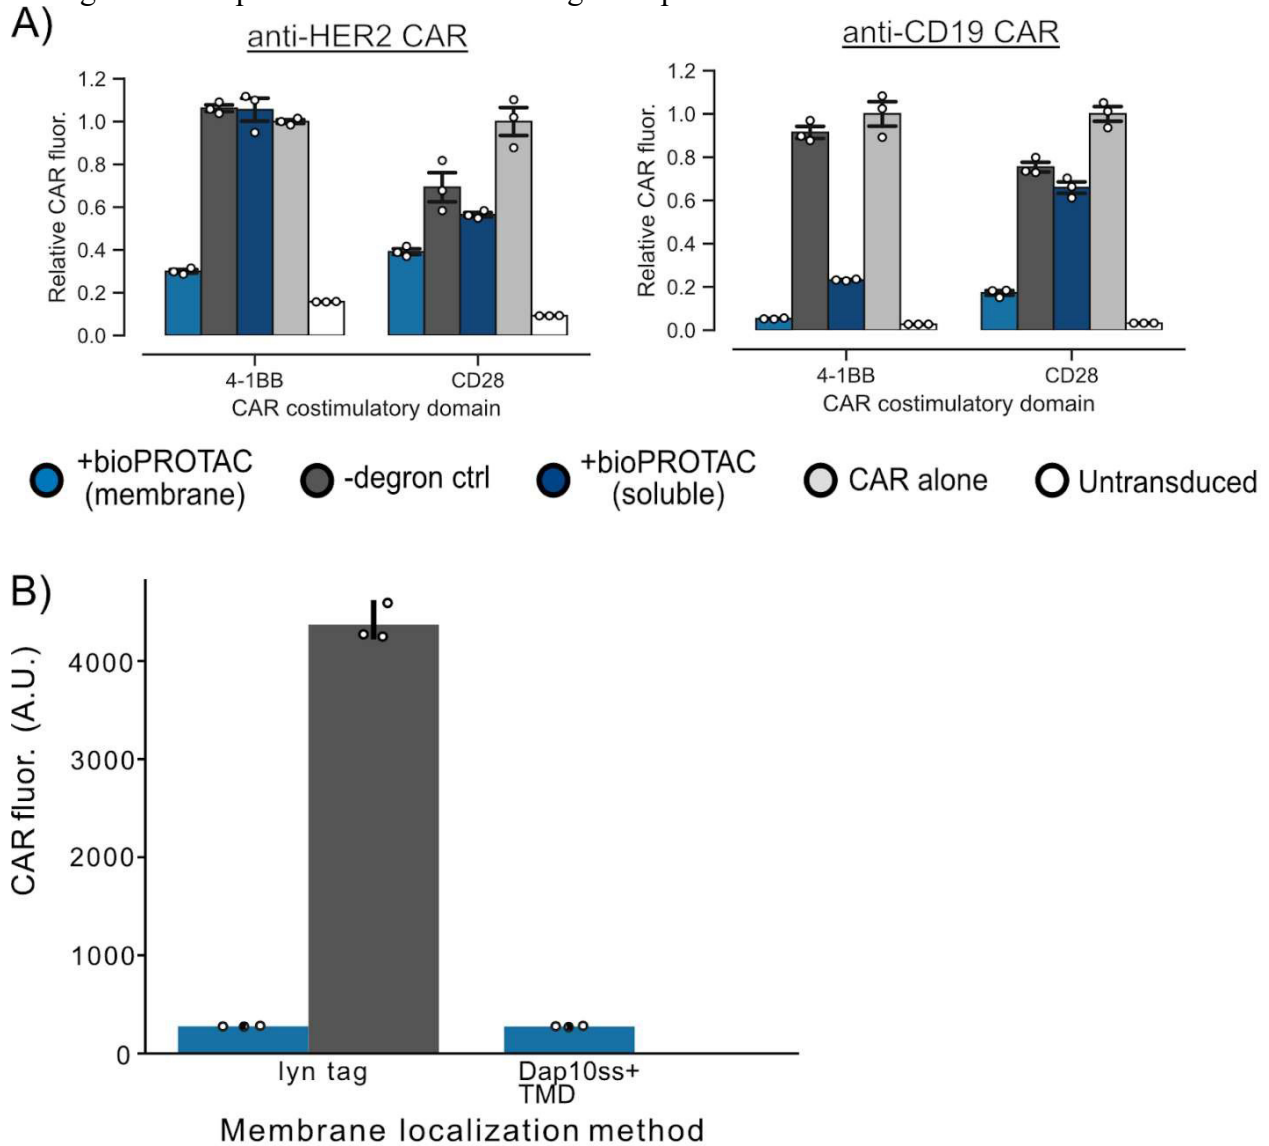 A)
anti-HER2 CAR
anti-CD19 CAR
Relative CAR fluor.
1.2
1.0
0.8
0.6
0.4
0.2
0.0
4-1BB
CD28
CAR costimulatory domain
Relative CAR fluor.
1.2
1.0
0.8
0.6
0.4
0.2
0.0
4-1BB
CD28
CAR costimulatory domain
+bioPROTAC
(membrane)
-degron ctrl
+bioPROTAC
(soluble)
CAR alone
Untransduced
B)
CAR fluor. (A.U.)
4000
3000
2000
1000
0
lyn tag
Dap10ss+
TMD
Membrane localization method